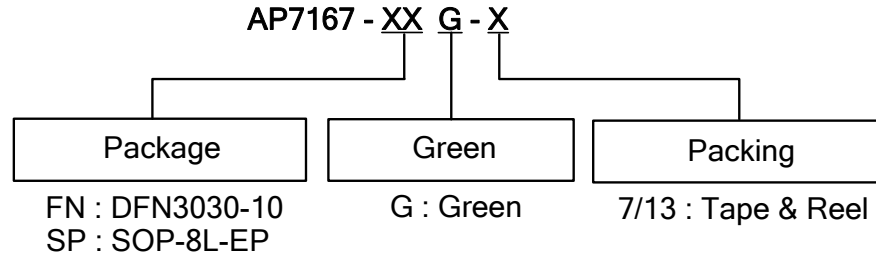 AP7167 - XX G - X
Package
Green
Packing
FN : DFN3030-10
G : Green
7/13 : Tape & Reel
SP : SOP-8L-EP